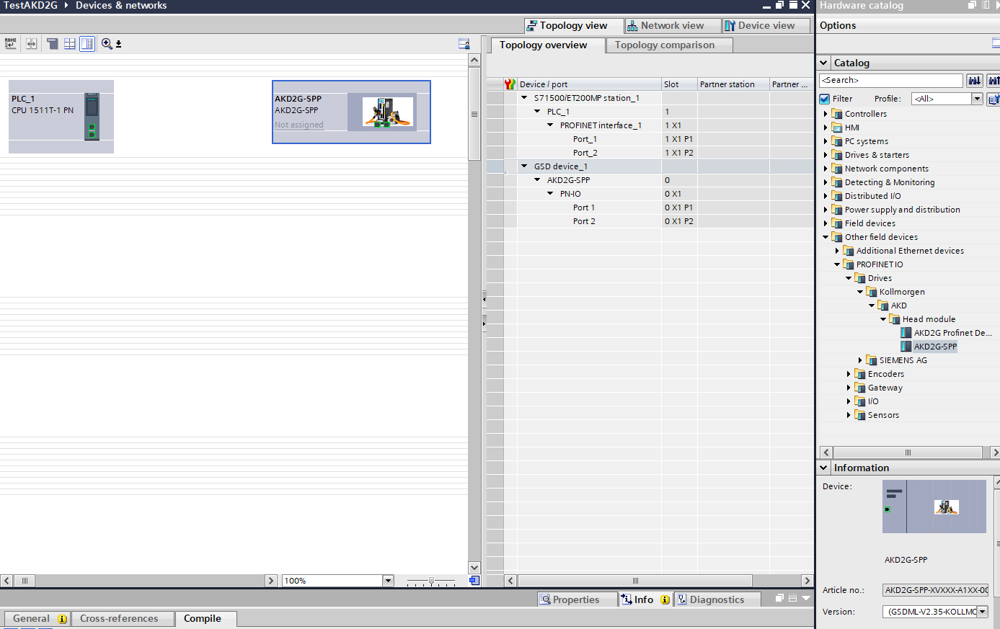 TestAKD2G Devices & networks
Topology view Network view Device view
Topology overview Topology comparison
NAME
PLC_1
CPU 1511T-1 PN
AKD2G-SPP
AKD2G-SPP
Not assigned
Device / port Slot Partner station Partner ...
S71500/ET200MP station_1
PLC_1 1
PROFINET interface_1 1 X1
Port_1 1 X1 P1
Port_2 1 X1 P2
GSD device_1
AKD2G-SPP 0
PN-IO 0 X1
Port 1 0 X1 P1
Port 2 0 X1 P2
100%
Properties Info Diagnostics
General Cross-references Compile
Hardware catalog
Options
Catalog
<Search>
Filter Profile: <All>
Controllers
HMI
PC systems
Drives & starters
Network components
Detecting & Monitoring
Distributed I/O
Power supply and distribution
Field devices
Other field devices
Additional Ethernet devices
PROFINET IO
Drives
Kollmorgen
AKD
Head module
AKD2G Profinet De...
AKD2G-SPP
SIEMENS AG
Encoders
Gateway
I/O
Sensors
Information
Device:
AKD2G-SPP
Article no.: AKD2G-SPP-XVXXX-A1XX-00
Version: (GSDML-V2.35-KOLLMO